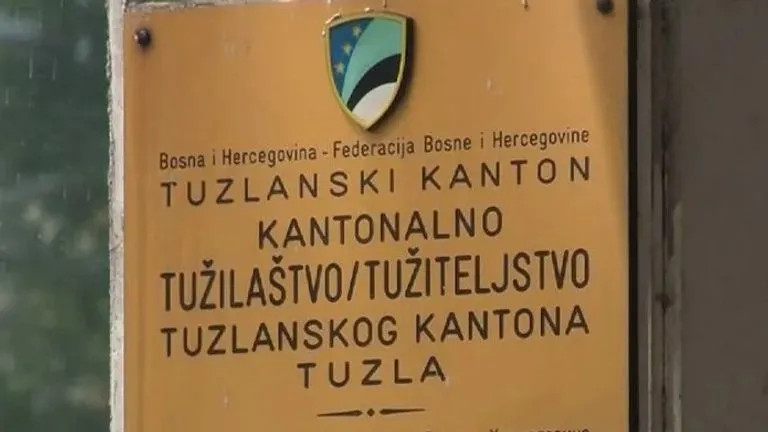 Bosna i Hercegovina - Federacija Bosne i Hercegovine
TUZLANSKI KANTON
KANTONALNO
TUŽILAŠTVO/TUŽITELJSTVO
TUZLANSKOG KANTONA
TUZLA